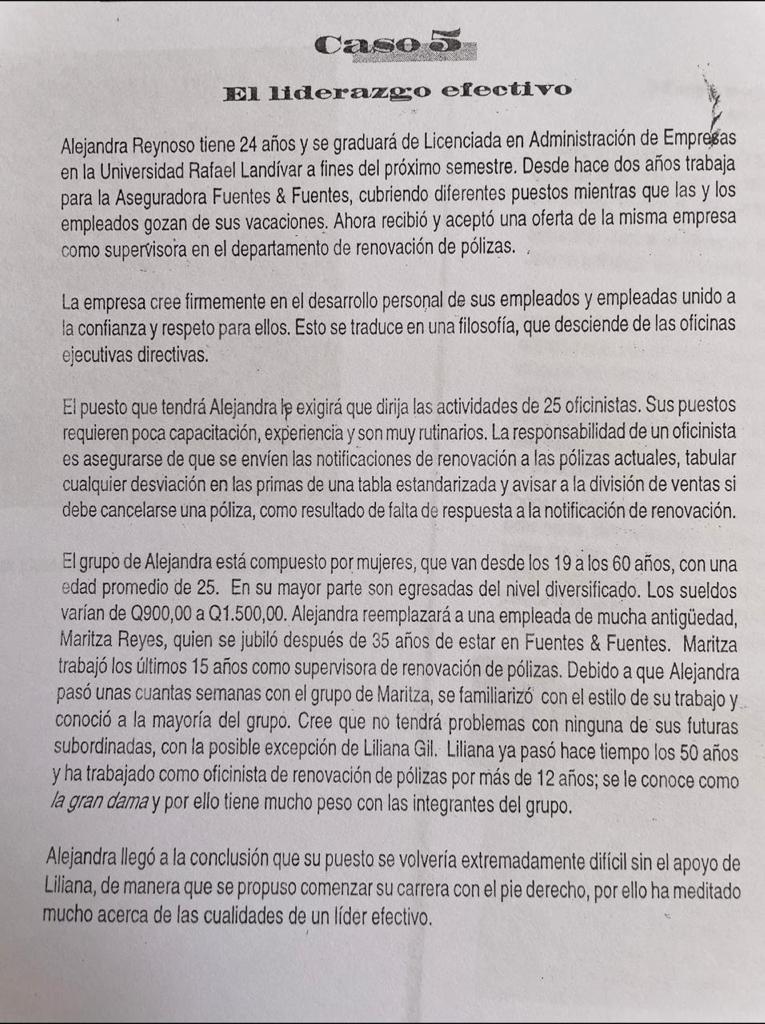 Caso 5
El liderazgo efectivo
Alejandra Reynoso tiene 24 años y se graduará de Licenciada en Administración de Empresas
en la Universidad Rafael Landívar a fines del próximo semestre. Desde hace dos años trabaja
para la Aseguradora Fuentes & Fuentes, cubriendo diferentes puestos mientras que las y los
empleados gozan de sus vacaciones. Ahora recibió y aceptó una oferta de la misma empresa
como supervisora en el departamento de renovación de pólizas.
La empresa cree firmemente en el desarrollo personal de sus empleados y empleadas unido a
la confianza y respeto para ellos. Esto se traduce en una filosofía, que desciende de las oficinas
ejecutivas directivas.
El puesto que tendrá Alejandra le exigirá que dirija las actividades de 25 oficinistas. Sus puestos
requieren poca capacitación, experiencia y son muy rutinarios. La responsabilidad de un oficinista
es asegurarse de que se envíen las notificaciones de renovación a las pólizas actuales, tabular
cualquier desviación en las primas de una tabla estandarizada y avisar a la división de ventas si
debe cancelarse una póliza, como resultado de falta de respuesta a la notificación de renovación.
El grupo de Alejandra está compuesto por mujeres, que van desde los 19 a los 60 años, con una
edad promedio de 25. En su mayor parte son egresadas del nivel diversificado. Los sueldos
varían de Q900,00 a Q1.500,00. Alejandra reemplazará a una empleada de mucha antigüedad,
Maritza Reyes, quien se jubiló después de 35 años de estar en Fuentes & Fuentes. Maritza
trabajó los últimos 15 años como supervisora de renovación de pólizas. Debido a que Alejandra
pasó unas cuantas semanas con el grupo de Maritza, se familiarizó con el estilo de su trabajo y
conoció a la mayoría del grupo. Cree que no tendrá problemas con ninguna de sus futuras
subordinadas, con la posible excepción de Liliana Gil. Liliana ya pasó hace tiempo los 50 años
y ha trabajado como oficinista de renovación de pólizas por más de 12 años; se le conoce como
la gran dama y por ello tiene mucho peso con las integrantes del grupo.
Alejandra llegó a la conclusión que su puesto se volvería extremadamente difícil sin el apoyo de
Liliana, de manera que se propuso comenzar su carrera con el pie derecho, por ello ha meditado
mucho acerca de las cualidades de un líder efectivo.